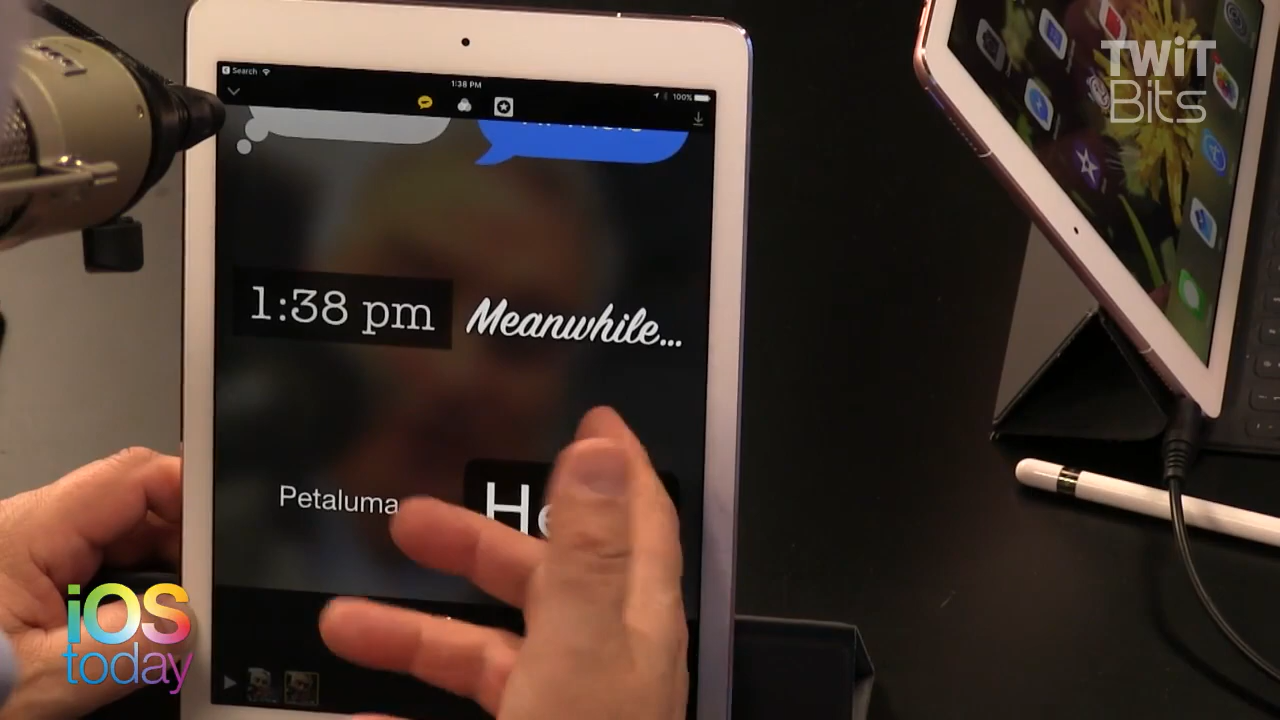 Search
1:38 PM
100%
1:38 pm
Meanwhile...
Petaluma
TWiT
Bits
iOS
today